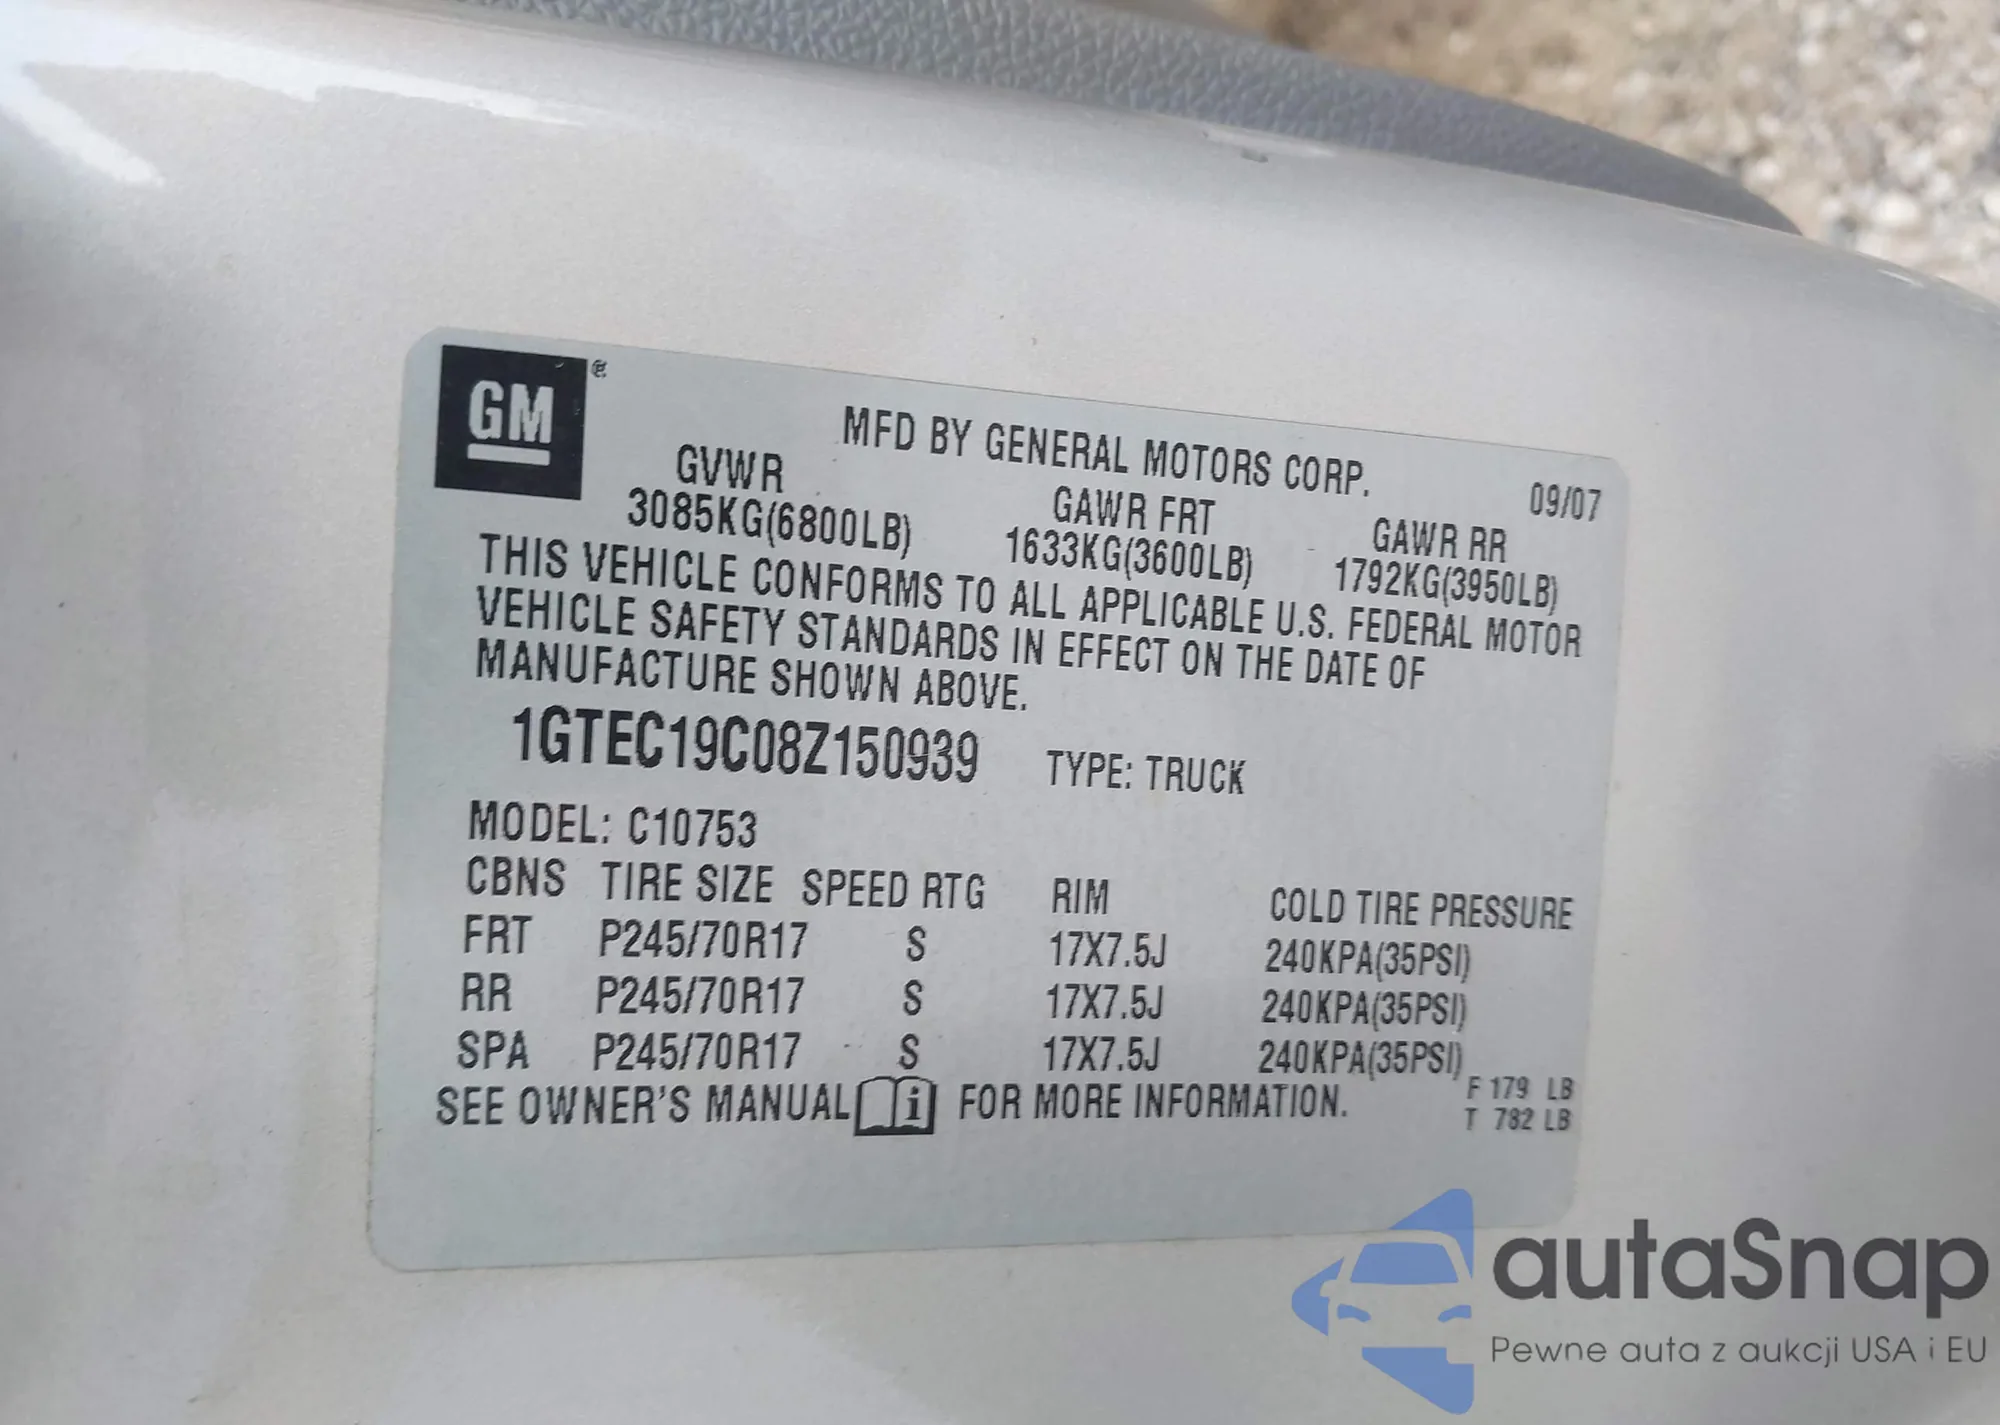 GM®
MFD BY GENERAL MOTORS CORP. 09/07
GVWR GAWR FRT GAWR RR
3085KG(6800LB) 1633KG(3600LB) 1792KG(3950LB)
THIS VEHICLE CONFORMS TO ALL APPLICABLE U.S. FEDERAL MOTOR
VEHICLE SAFETY STANDARDS IN EFFECT ON THE DATE OF
MANUFACTURE SHOWN ABOVE.
1GTEC19C08Z150939 TYPE: TRUCK
MODEL: C10753
CBNS TIRE SIZE SPEED RTG RIM COLD TIRE PRESSURE
FRT P245/70R17 S 17X7.5J 240KPA(35PSI)
RR P245/70R17 S 17X7.5J 240KPA(35PSI)
SPA P245/70R17 S 17X7.5J 240KPA(35PSI)
SEE OWNER'S MANUAL i FOR MORE INFORMATION.
F 179 LB
T 782 LB
autaSnap
Pewne auta z aukcji USA i EU